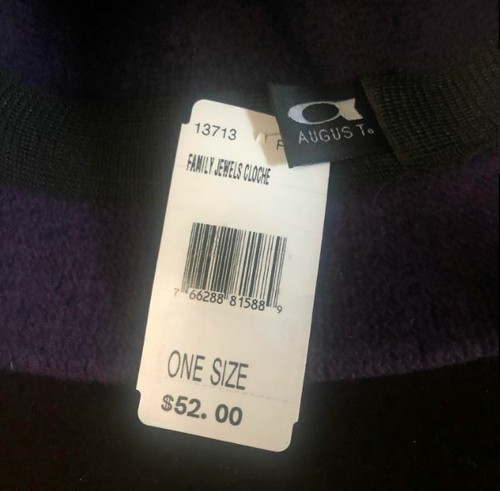 13713
AUGUST.
FAMILY JEWELS CLOCHE
7 66288 81588 9
ONE SIZE
$52.00